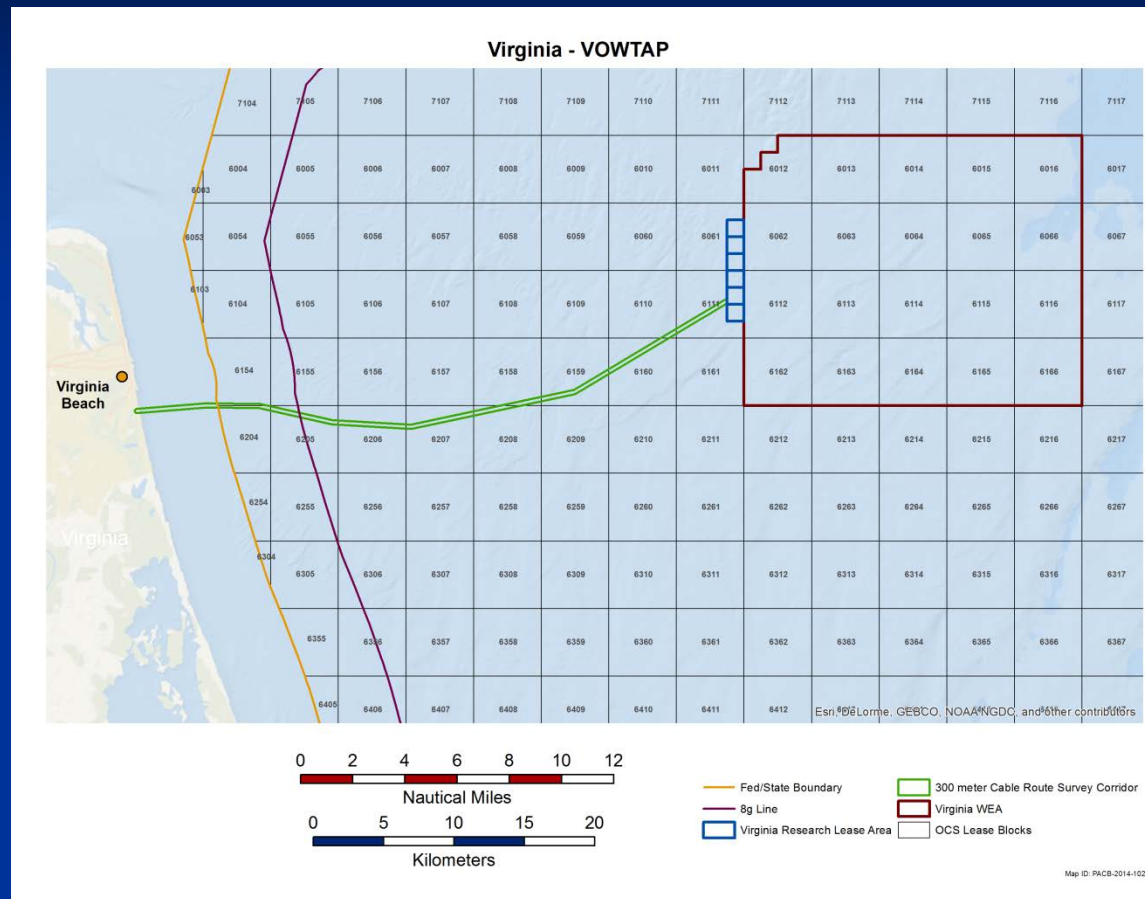 Virginia - VOWTAP
7104 7105 7106 7107 7108 7109 7110 7111 7112 7113 7114 7115 7116 7117
6004 6005 6006 6007 6008 6009 6010 6011 6012 6013 6014 6015 6016 6017
6003
6053 6054 6055 6056 6057 6058 6059 6060 6061 6062 6063 6064 6065 6066 6067
6103
6104 6105 6106 6107 6108 6109 6110 6111 6112 6113 6114 6115 6116 6117
6154 6155 6156 6157 6158 6159 6160 6161 6162 6163 6164 6165 6166 6167
Virginia
Beach
6204 6205 6206 6207 6208 6209 6210 6211 6212 6213 6214 6215 6216 6217
6254 6255 6256 6257 6258 6259 6260 6261 6262 6263 6264 6265 6266 6267
Virginia
6304
6305 6306 6307 6308 6309 6310 6311 6312 6313 6314 6315 6316 6317
6355 6356 6357 6358 6359 6360 6361 6362 6363 6364 6365 6366 6367
6405 6406 6407 6408 6409 6410 6411 6412
Esri, DeLorme, GEBCO, NOAA NGDC, and other contributors
0 2 4 6 8 10 12
Nautical Miles
0 5 10 15 20
Kilometers
Fed/State Boundary
8g Line
Virginia Research Lease Area
300 meter Cable Route Survey Corridor
Virginia WEA
OCS Lease Blocks
Map ID: PACB-2014-102